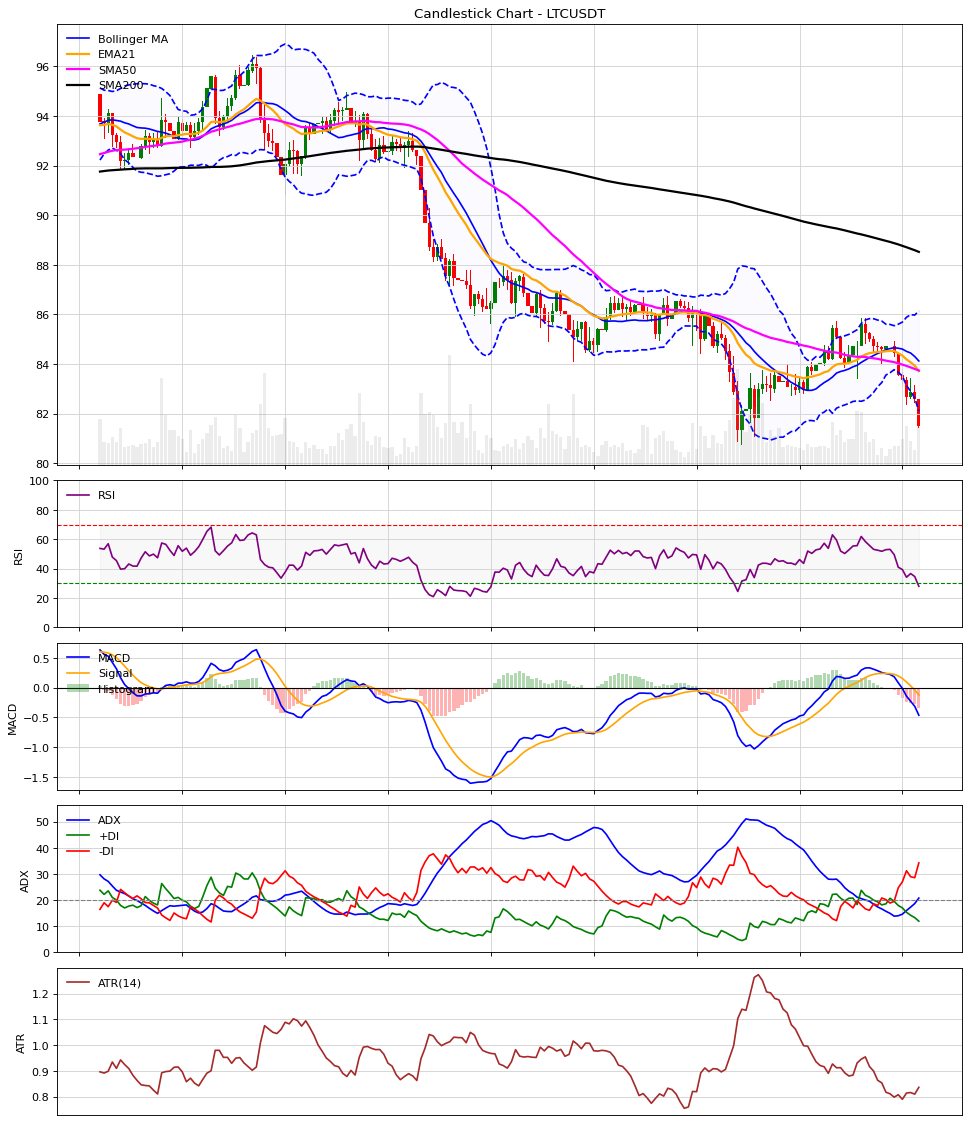 Candlestick Chart - LTCUSDT
Bollinger MA
EMA21
SMA50
SMA200
96
94
92
90
88
86
84
82
80
RSI
RSI
100
80
60
40
20
0
MACD
Signal
Histogram
MACD
0.5
0.0
−0.5
−1.0
−1.5
ADX
+DI
-DI
ADX
50
40
30
20
10
0
ATR(14)
ATR
1.2
1.1
1.0
0.9
0.8